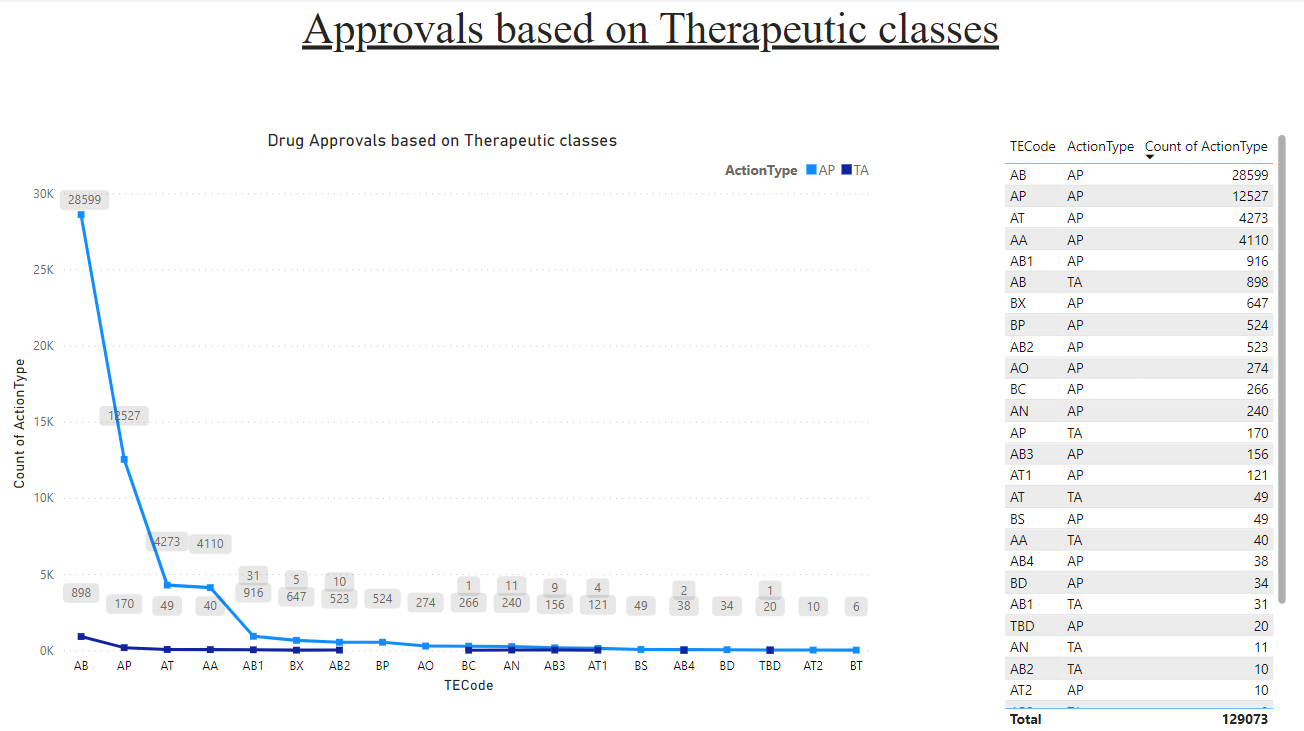 Approvals based on Therapeutic classes
Drug Approvals based on Therapeutic classes
ActionType AP TA
Count of ActionType
30K
25K
20K
15K
10K
5K
0K
28599
12527
4273 4110
31 5 10 1 11 9 4 2 1
898 170 49 40 916 647 523 524 274 266 240 156 121 49 38 34 20 10 6
AB AP AT AA AB1 BX AB2 BP AO BC AN AB3 AT1 BS AB4 BD TBD AT2 BT
TECode
TECode ActionType Count of ActionType
AB AP 28599
AP AP 12527
AT AP 4273
AA AP 4110
AB1 AP 916
AB TA 898
BX AP 647
BP AP 524
AB2 AP 523
AO AP 274
BC AP 266
AN AP 240
AP TA 170
AB3 AP 156
AT1 AP 121
AT TA 49
BS AP 49
AA TA 40
AB4 AP 38
BD AP 34
AB1 TA 31
TBD AP 20
AN TA 11
AB2 TA 10
AT2 AP 10
Total 129073